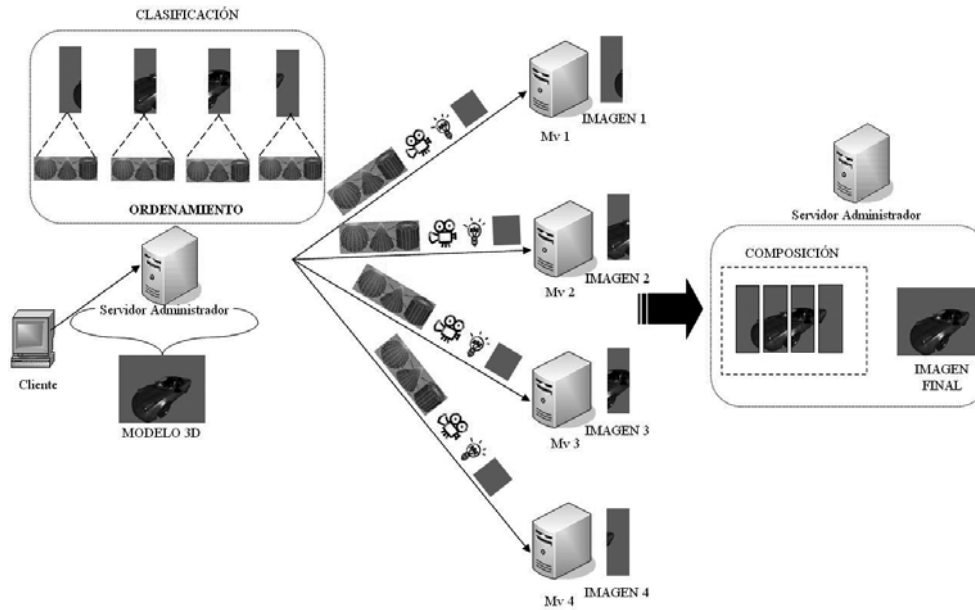 CLASIFICACIÓN
ORDENAMIENTO
Servidor Administrador
Cliente
MODELO 3D
Mv 1
IMAGEN 1
Mv 2
IMAGEN 2
Mv 3
IMAGEN 3
Mv 4
IMAGEN 4
Servidor Administrador
COMPOSICIÓN
IMAGEN
FINAL